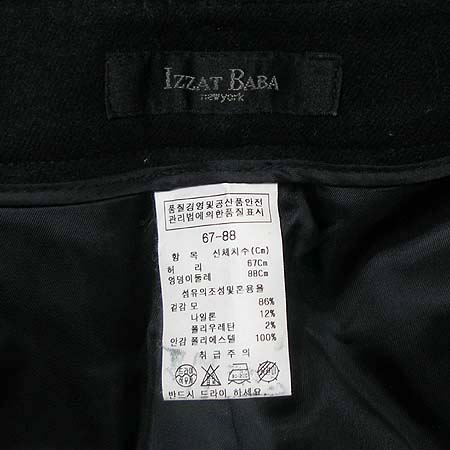 IZZAT BABA
newyork
품질경영및공산품안전
관리법에의한품질표시
67-88
항 목 신체치수(Cm)
허 리 67Cm
엉덩이둘레 88Cm
섬유의조성및혼용율
겉감 모 86%
나일론 12%
폴리우레탄 2%
안감 폴리에스텔 100%
취급주의
드라이
반드시 드라이 하세요.